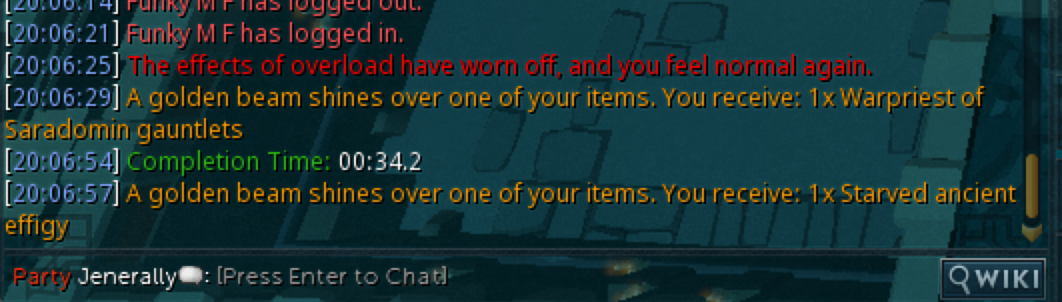 [20:06:14] Funky M F has logged out.
[20:06:21] Funky M F has logged in.
[20:06:25] The effects of overload have worn off, and you feel normal again.
[20:06:29] A golden beam shines over one of your items. You receive: 1x Warpriest of
Saradomin gauntlets
[20:06:54] Completion Time: 00:34.2
[20:06:57] A golden beam shines over one of your items. You receive: 1x Starved ancient
effigy
Party Jenerally: [Press Enter to Chat]
WIKI